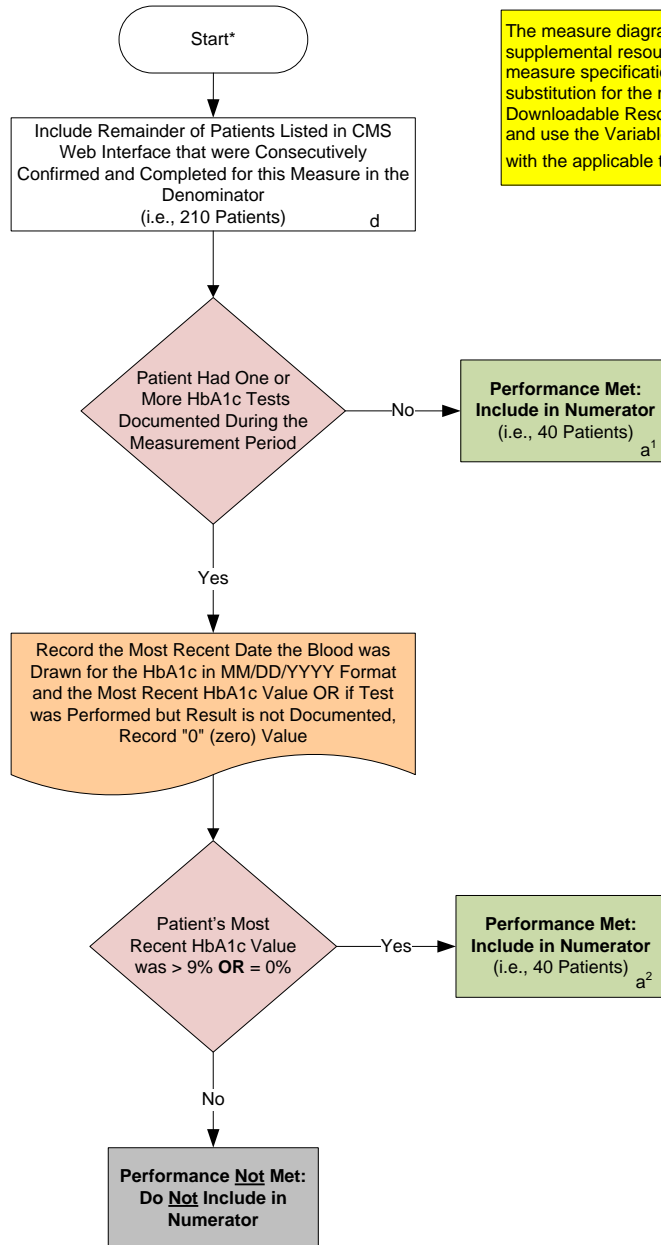 Start*
The measure diagra
supplemental resou
measure specificatio
substitution for the
Downloadable Reso
and use the Variable
with the applicable
Include Remainder of Patients Listed in CMS
Web Interface that were Consecutively
Confirmed and Completed for this Measure in the
Denominator
(i.e., 210 Patients)
d
Patient Had One or
More HbA1c Tests
Documented During the
Measurement Period
No
Performance Met:
Include in Numerator
(i.e., 40 Patients)
a¹
Yes
Record the Most Recent Date the Blood was
Drawn for the HbA1c in MM/DD/YYYY Format
and the Most Recent HbA1c Value OR if Test
was Performed but Result is not Documented,
Record "0" (zero) Value
Patient's Most
Recent HbA1c Value
was > 9% OR = 0%
Yes
Performance Met:
Include in Numerator
(i.e., 40 Patients)
a²
No
Performance Not Met:
Do Not Include in
Numerator